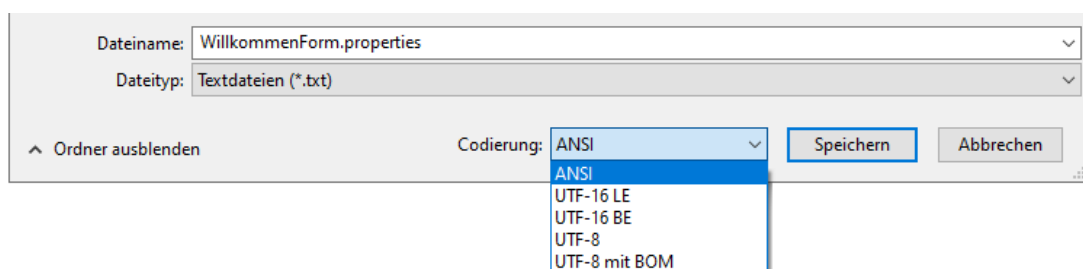 Dateiname: WillkommenForm.properties
Dateityp: Textdateien (*.txt)
Ordner ausblenden Codierung: ANSI Speichern Abbrechen
ANSI
UTF-16 LE
UTF-16 BE
UTF-8
UTF-8 mit BOM